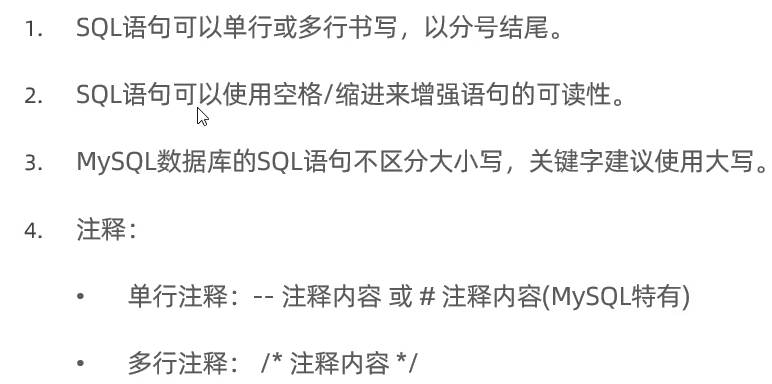 1. SQL语句可以单行或多行书写，以分号结尾。
2. SQL语句可以使用空格/缩进来增强语句的可读性。
3. MySQL数据库的SQL语句不区分大小写，关键字建议使用大写。
4. 注释：
• 单行注释：-- 注释内容 或 # 注释内容(MySQL特有)
• 多行注释： /* 注释内容 */